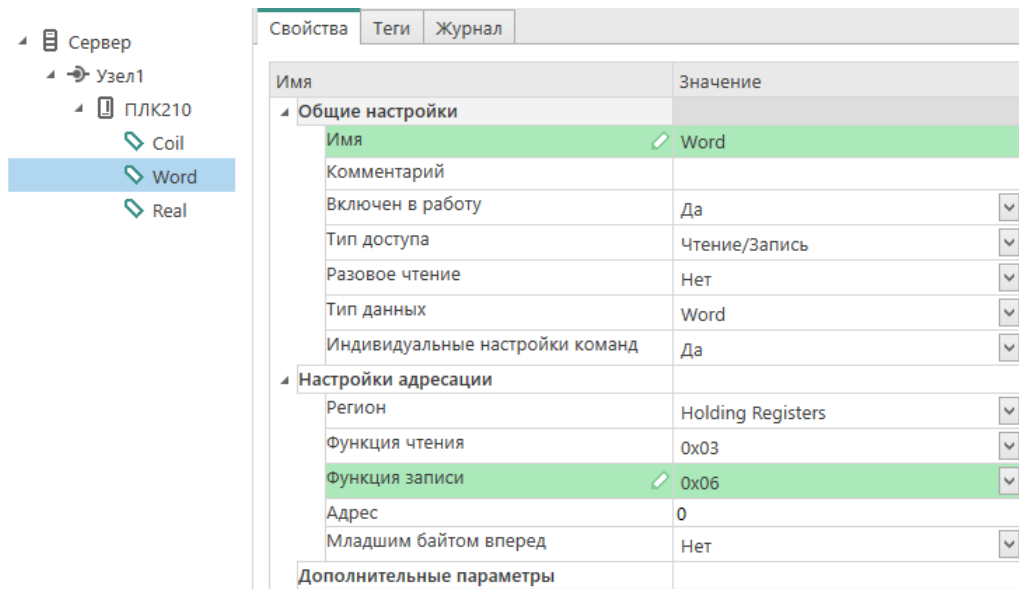 Сервер
Узел1
ПЛК210
Coil
Word
Real
Свойства Теги Журнал
Имя Значение
Общие настройки
Имя Word
Комментарий
Включен в работу Да
Тип доступа Чтение/Запись
Разовое чтение Нет
Тип данных Word
Индивидуальные настройки команд Да
Настройки адресации
Регион Holding Registers
Функция чтения 0x03
Функция записи 0x06
Адрес 0
Младшим байтом вперед Нет
Дополнительные параметры